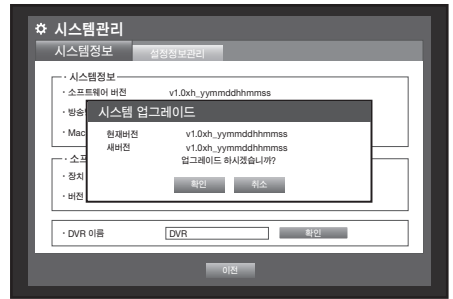 시스템관리
시스템정보 설정정보관리
· 시스템정보
· 소프트웨어 버전 v1.0xh_yymmddhhmmss
· 방송
· Mac
시스템 업그레이드
현재버전 v1.0xh_yymmddhhmmss
새버전 v1.0xh_yymmddhhmmss
업그레이드 하시겠습니까?
확인 취소
· 소프
· 장치
· 버전
· DVR 이름 DVR 확인
이전